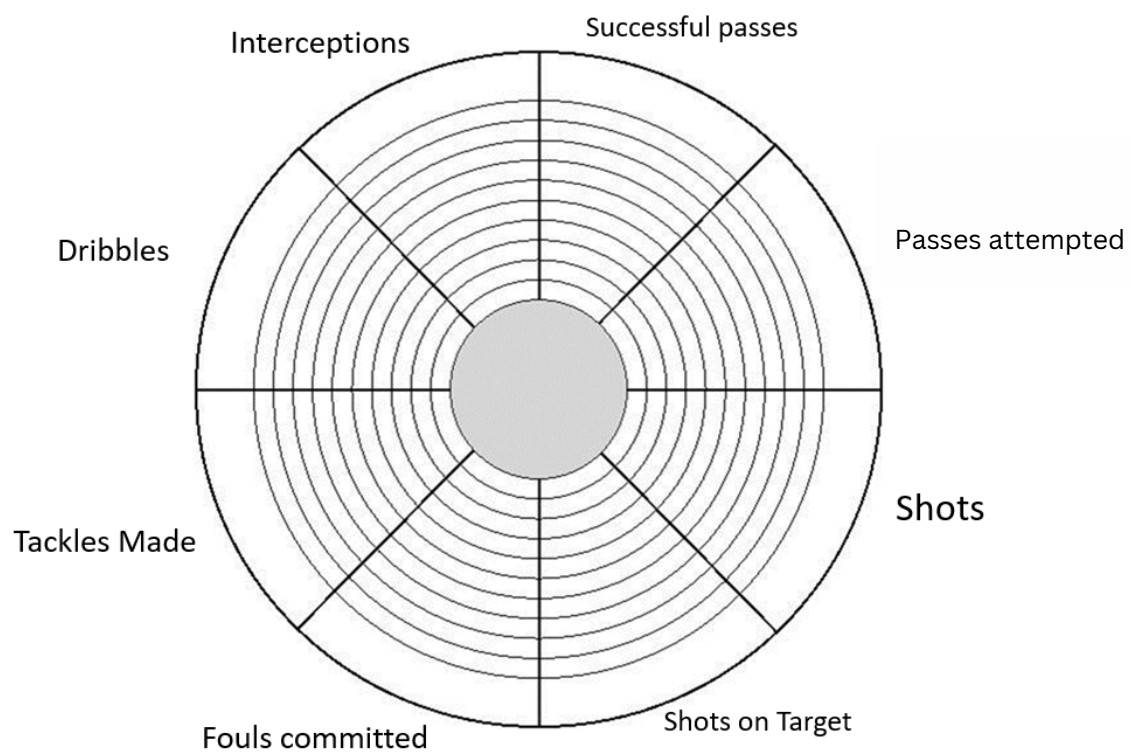 Successful passes
Interceptions
Passes attempted
Dribbles
Shots
Tackles Made
Shots on Target
Fouls committed